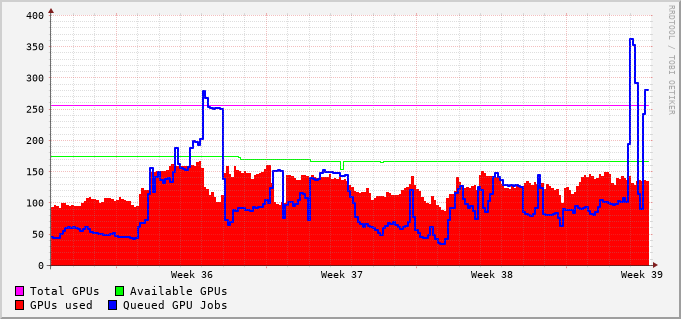 400
350
300
250
200
150
100
50
0
Week 36 Week 37 Week 38 Week 39
Total GPUs Available GPUs
GPUs used Queued GPU Jobs
RRDTOOL / TOBI OETIKER